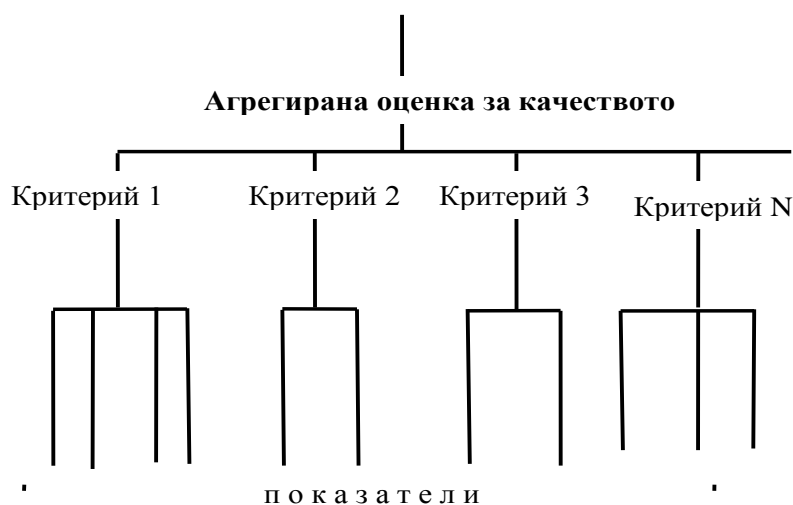 Агрегирана оценка за качеството
Критерий 1 Критерий 2 Критерий 3 Критерий N
п о к а з а т е л и